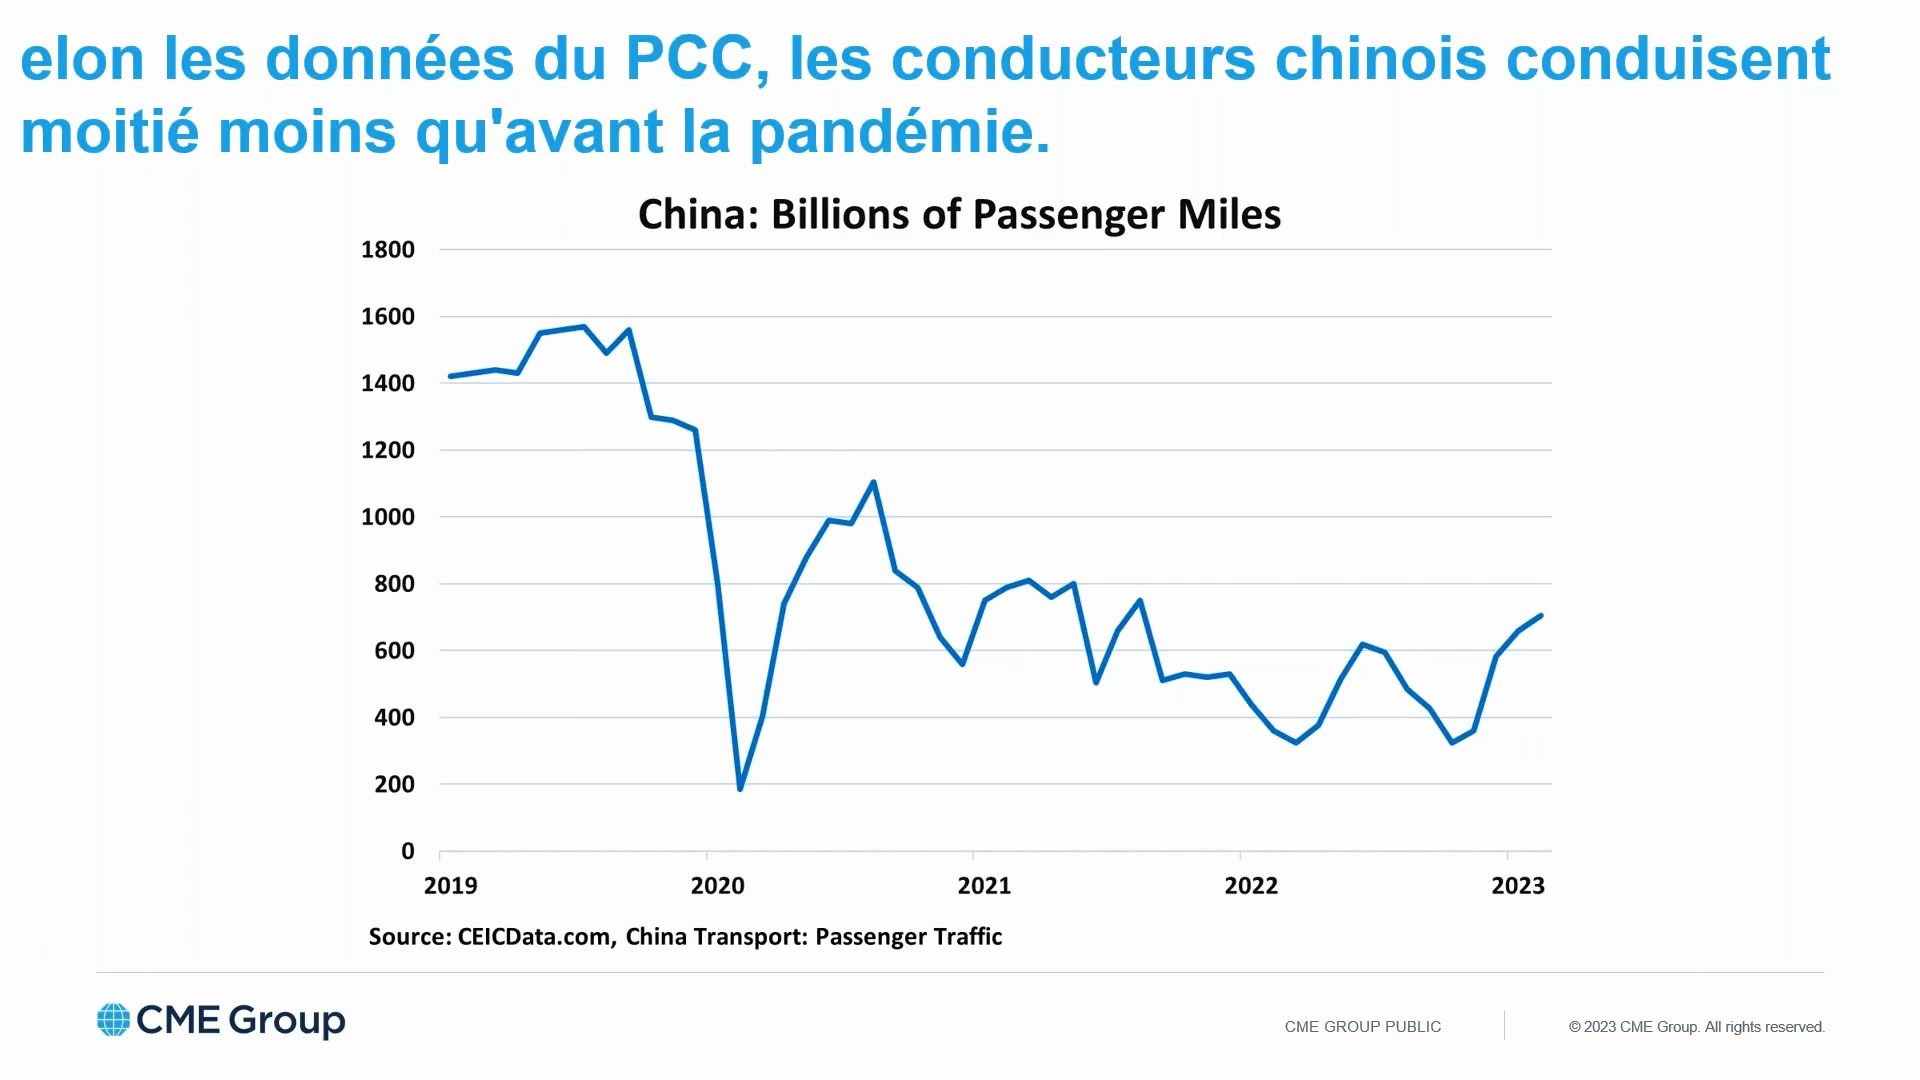 elon les données du PCC, les conducteurs chinois conduisent
moitié moins qu'avant la pandémie.
China: Billions of Passenger Miles
1800
1600
1400
1200
1000
800
600
400
200
0
2019 2020 2021 2022 2023
Source: CEICData.com, China Transport: Passenger Traffic
CME Group
CME GROUP PUBLIC
© 2023 CME Group. All rights reserved.